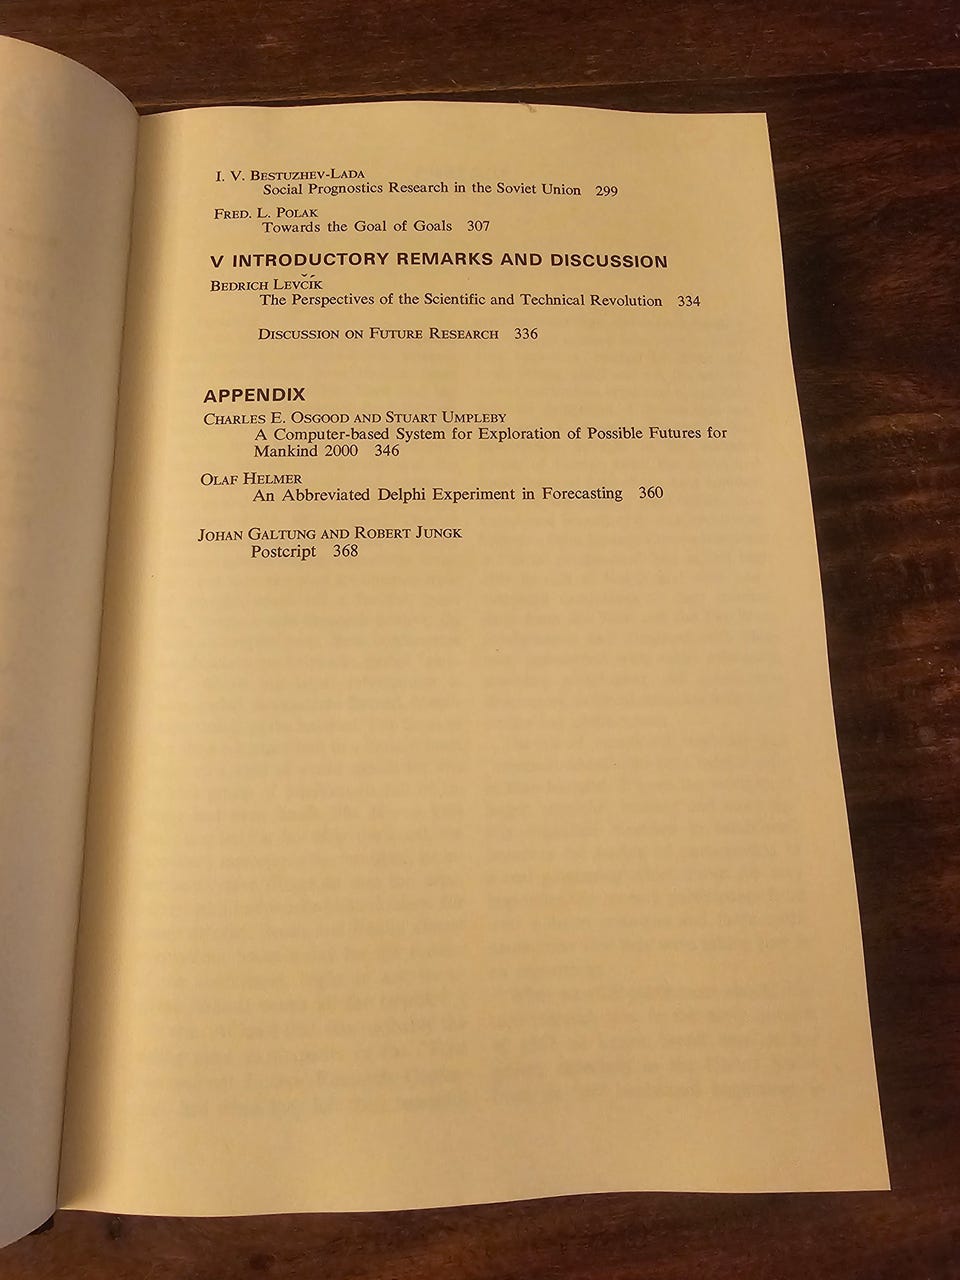 I. V. BESTUZHEV-LADA
Social Prognostics Research in the Soviet Union 299
FRED. L. POLAK
Towards the Goal of Goals 307
V INTRODUCTORY REMARKS AND DISCUSSION
BEDRICH LEVČÍK
The Perspectives of the Scientific and Technical Revolution 334
DISCUSSION ON FUTURE RESEARCH 336
APPENDIX
CHARLES E. OSGOOD AND STUART UMPLEBY
A Computer-based System for Exploration of Possible Futures for
Mankind 2000 346
OLAF HELMER
An Abbreviated Delphi Experiment in Forecasting 360
JOHAN GALTUNG AND ROBERT JUNGK
Postcript 368